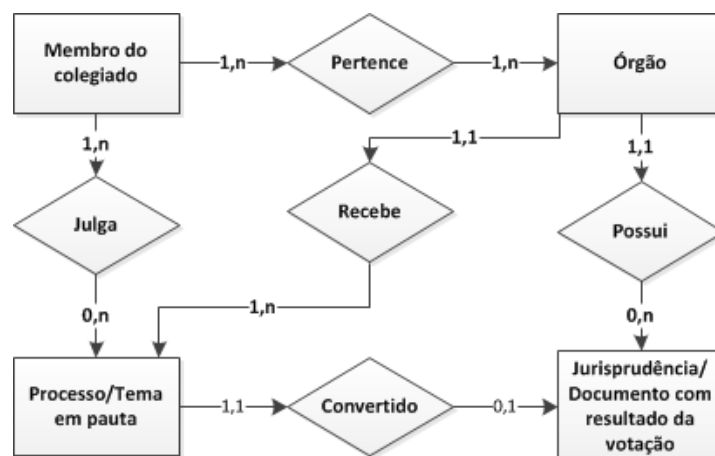 Membro do
colegiado
1,n
Pertence
1,n
Órgão
1,n
1,1
1,1
Julga
Recebe
Possui
0,n
1,n
0,n
Processo/Tema
em pauta
1,1
Convertido
0,1
Jurisprudência/
Documento com
resultado da
votação